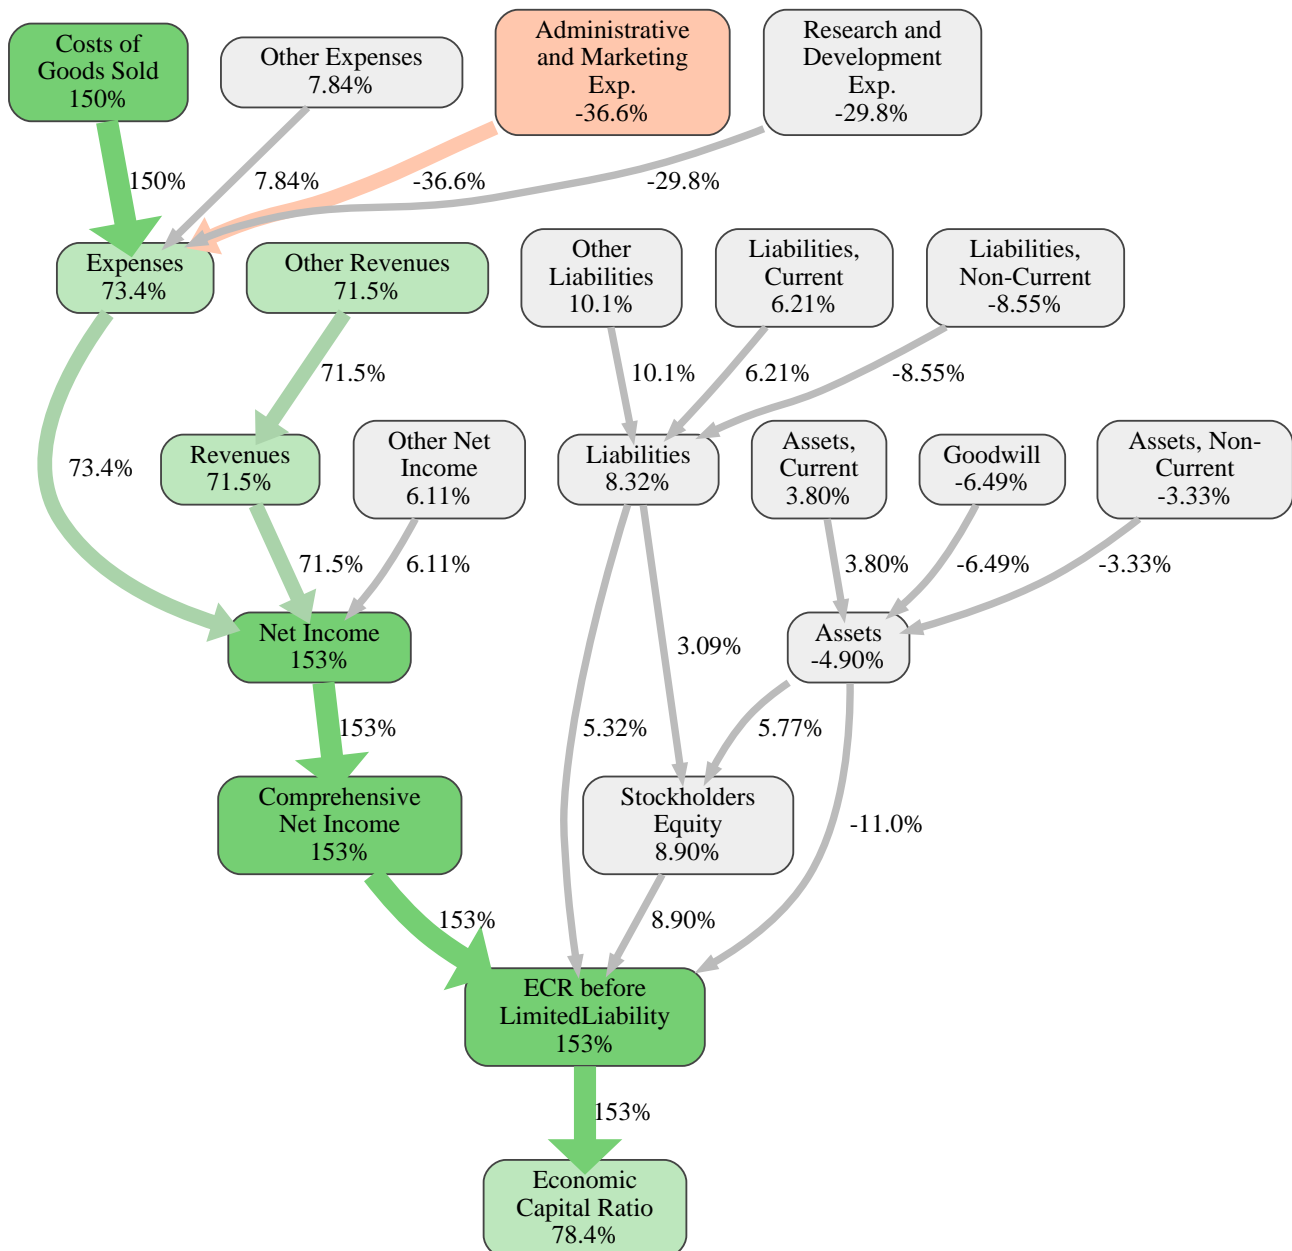 Costs of
Goods Sold
150%
Other Expenses
7.84%
Administrative
and Marketing
Exp.
-36.6%
Research and
Development
Exp.
-29.8%
150%
7.84%
-36.6%
-29.8%
Expenses
73.4%
Other Revenues
71.5%
Other
Liabilities
10.1%
Liabilities,
Current
6.21%
Liabilities,
Non-Current
-8.55%
71.5%
10.1%
6.21%
-8.55%
73.4%
Revenues
71.5%
Other Net
Income
6.11%
Liabilities
8.32%
Assets,
Current
3.80%
Goodwill
-6.49%
Assets, Non-
Current
-3.33%
71.5%
6.11%
3.80%
-6.49%
-3.33%
Net Income
153%
3.09%
Assets
-4.90%
153%
5.32%
5.77%
Comprehensive
Net Income
153%
Stockholders
Equity
8.90%
-11.0%
153%
8.90%
ECR before
LimitedLiability
153%
153%
Economic
Capital Ratio
78.4%